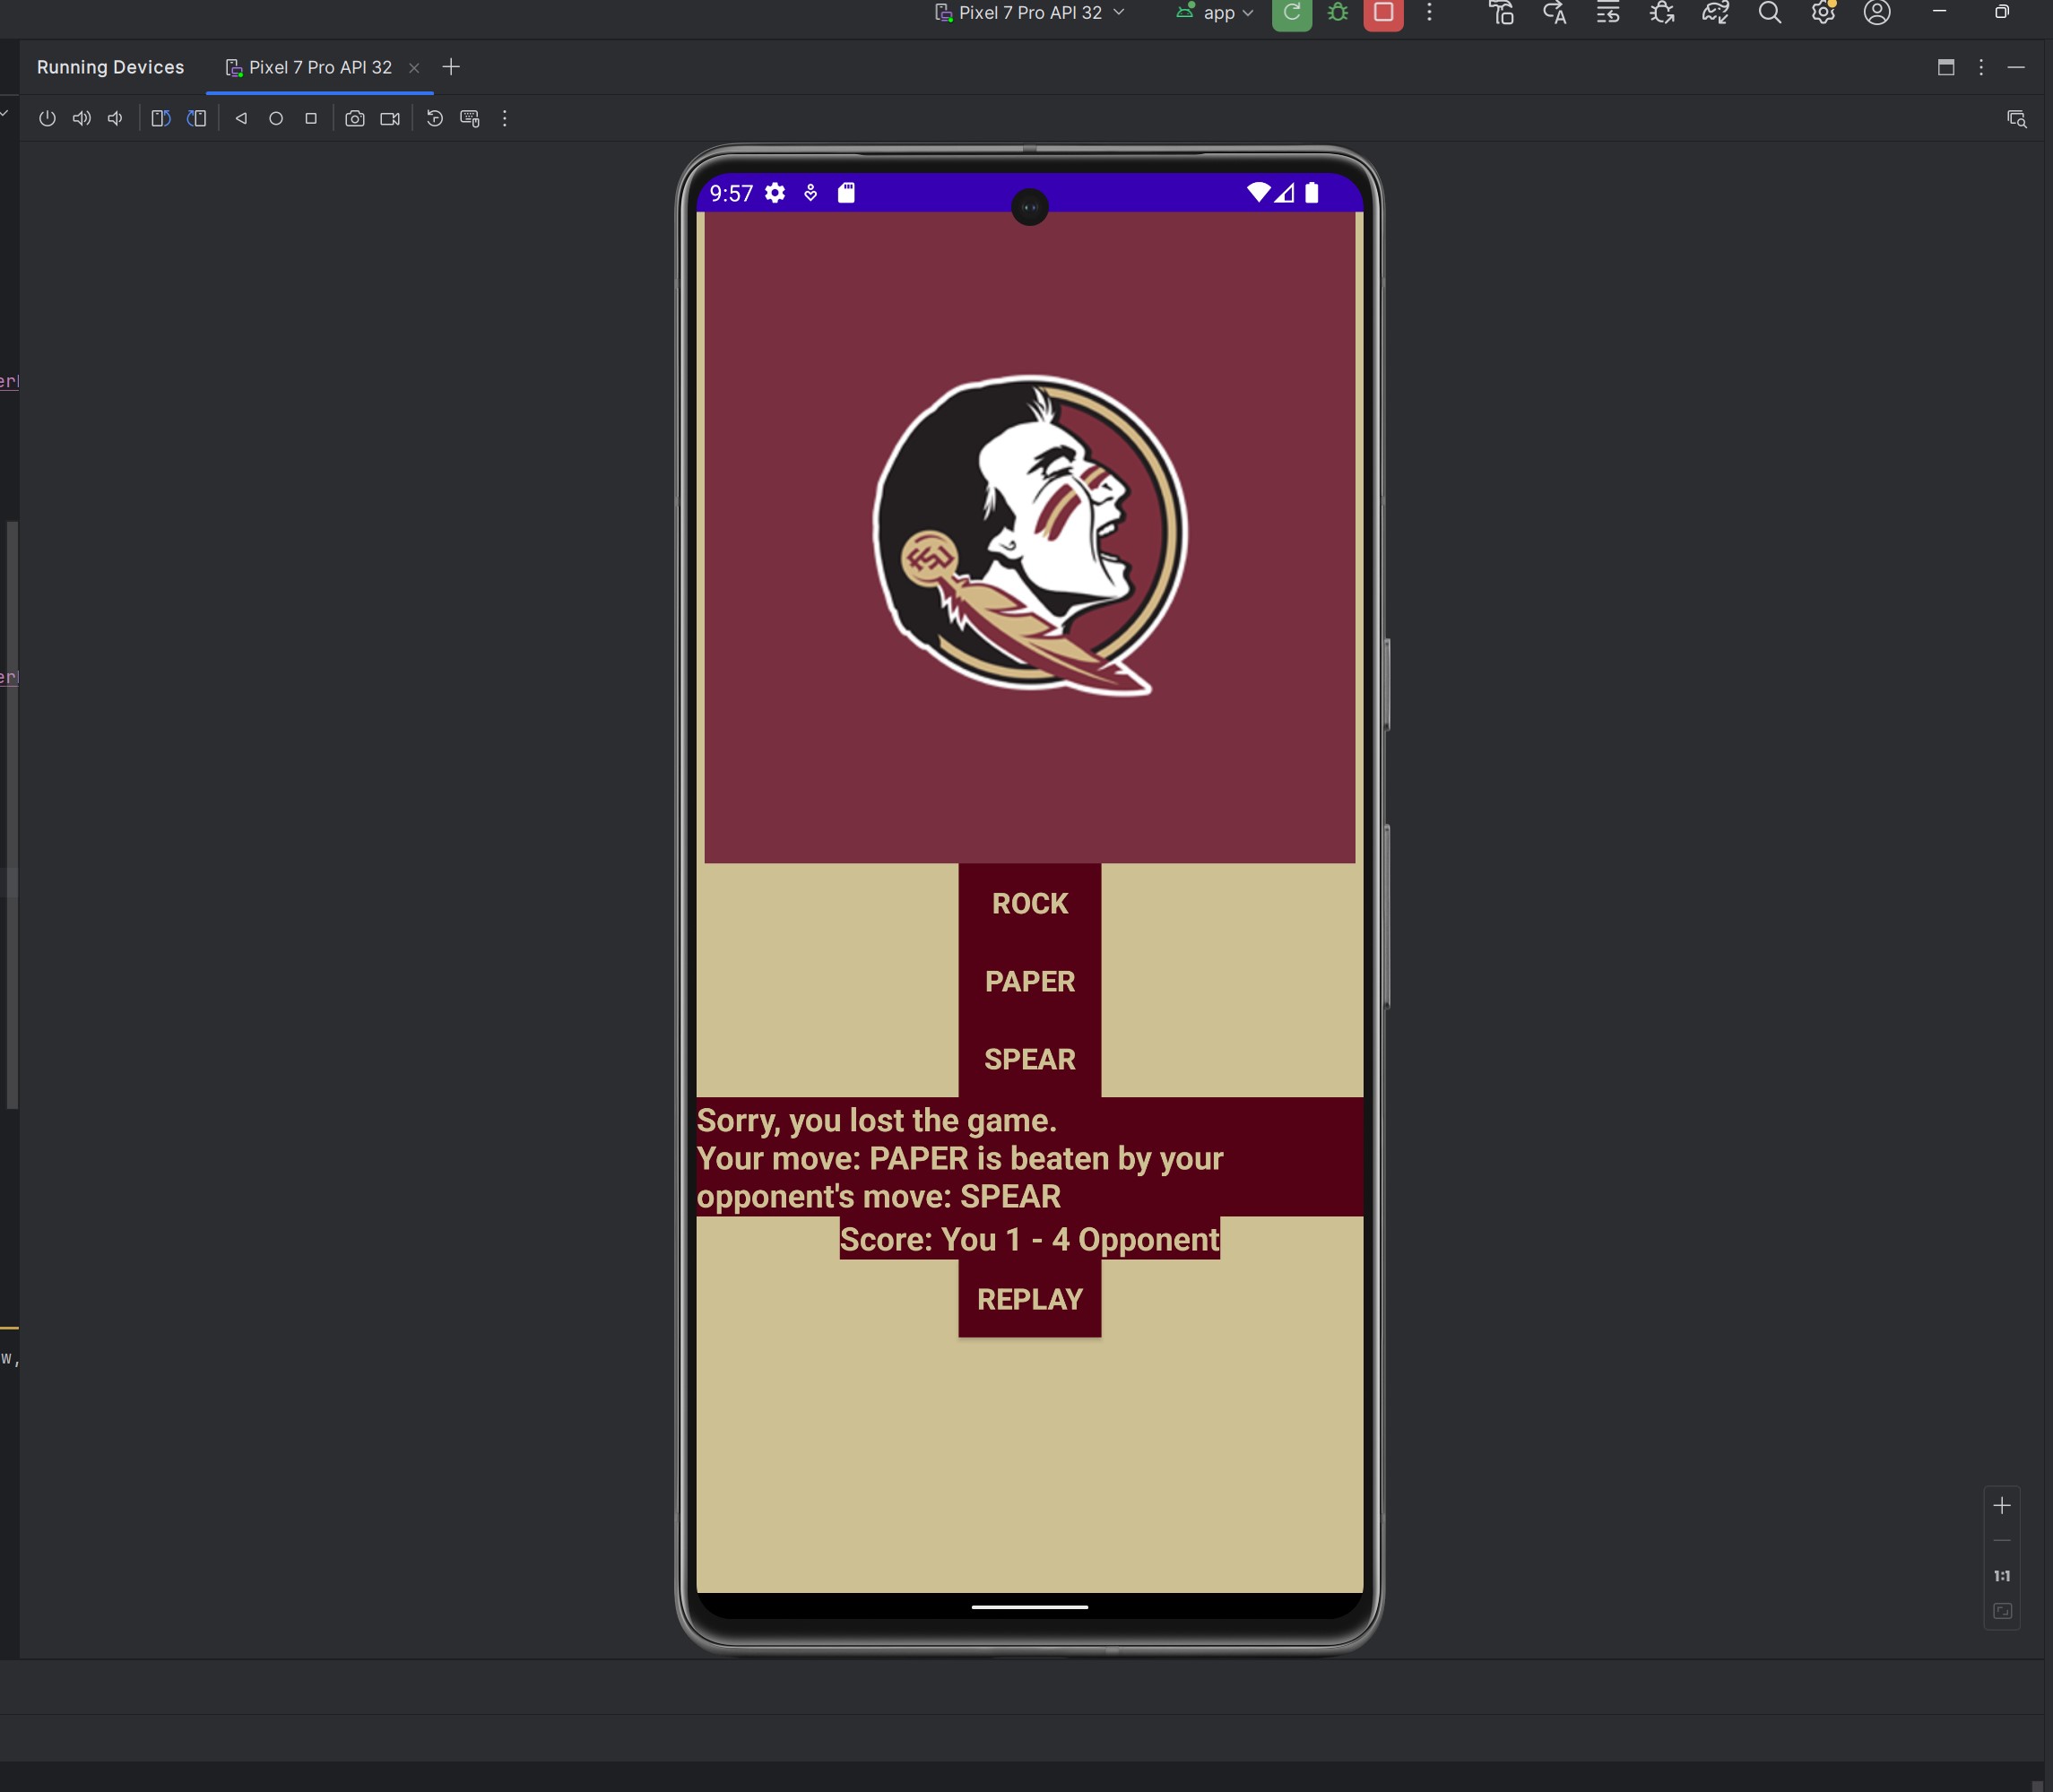 Pixel 7 Pro API 32
app
Running Devices
Pixel 7 Pro API 32
9:57
FSU
ROCK
PAPER
SPEAR
Sorry, you lost the game.
Your move: PAPER is beaten by your
opponent's move: SPEAR
Score: You 1 - 4 Opponent
REPLAY
w,
1:1